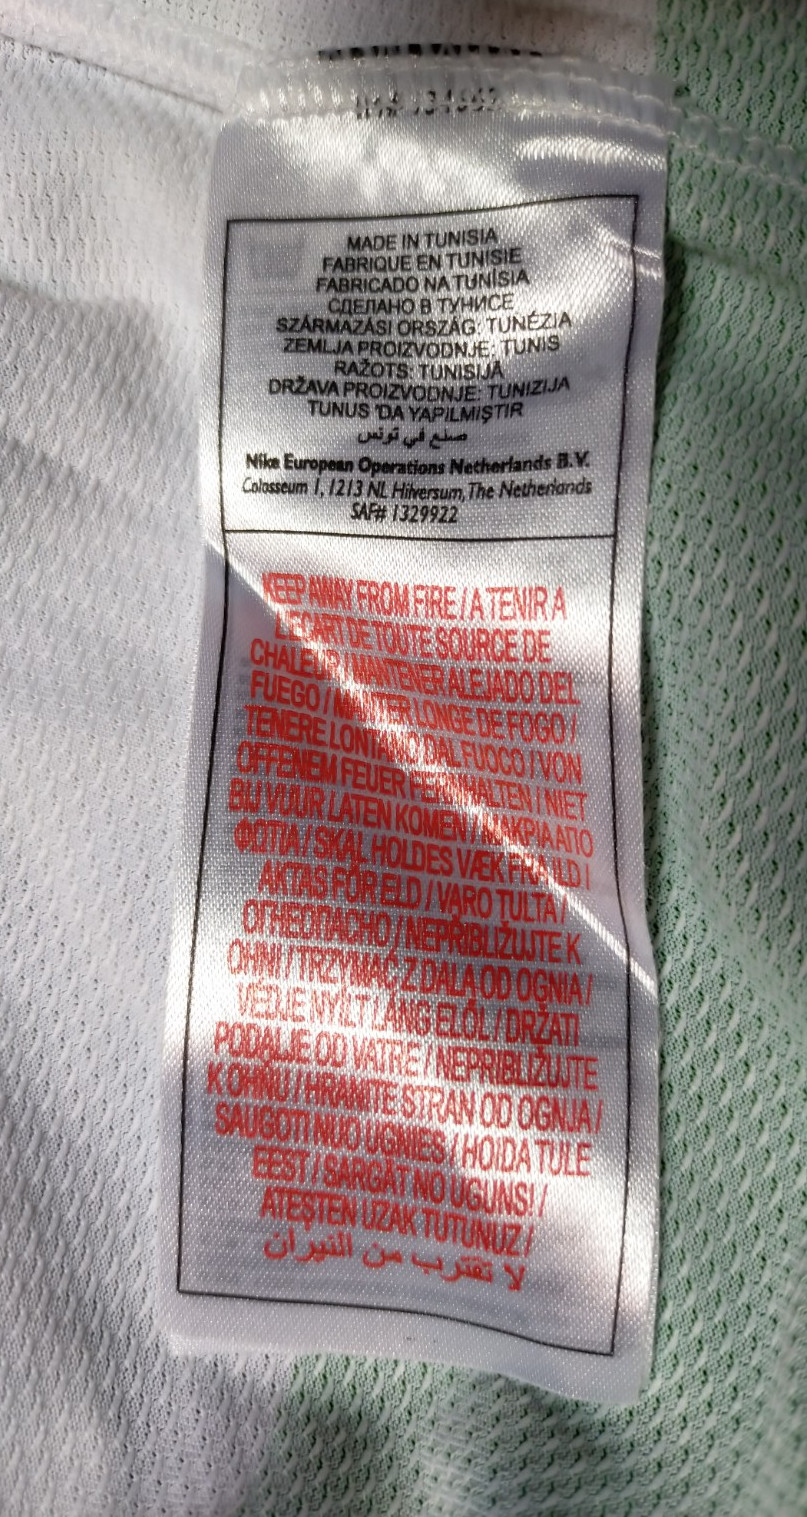 MADE IN TUNISIA
FABRIQUE EN TUNISIE
FABRICADO NA TUNÍSIA
СДЕЛАНО В ТУНИСЕ
SZÁRMAZÁSI ORSZÁG: TUNÉZIA
ZEMLJA PROIZVODNJE: TUNIS
RAŽOTS: TUNISIJĀ
DRŽAVA PROIZVODNJE: TUNIZIJA
TUNUS 'DA YAPILMIŞTIR
صنع في تونس
Nike European Operations Netherlands B.V.
Colosseum 1, 1213 NL Hilversum, The Netherlands
SAF# 1329922
KEEP AWAY FROM FIRE / A TENIR A
L'ECART DE TOUTE SOURCE DE
CHALEUR / MANTENER ALEJADO DEL
FUEGO / MANTER LONGE DE FOGO /
TENERE LONTANO DAL FUOCO / VON
OFFENEM FEUER FERNHALTEN / NIET
BIJ VUUR LATEN KOMEN / ΜΑΚΡΙΑ ΑΠΟ
ΦΩΤΙΑ / SKAL HOLDES VÆK FRA ILD /
AKTAS FÖR ELD / VARO TULTA /
ОГНЕОПАСНО / NEPŘIBLIŽUJTE K
OHNI / TRZYMAĆ Z DALA OD OGNIA /
VÉDJE NYÍLT LÁNG ELŐL / DRŽATI
PODALJE OD VATRE / NEPRIBLIŽUJTE
K OHŇU / HRANITE STRAN OD OGNJA /
SAUGOTI NUO UGNIES / HOIDA TULE
EEST / SARGĀT NO UGUNS! /
ATEŞTEN UZAK TUTUNUZ /
لا تقترب من النيران